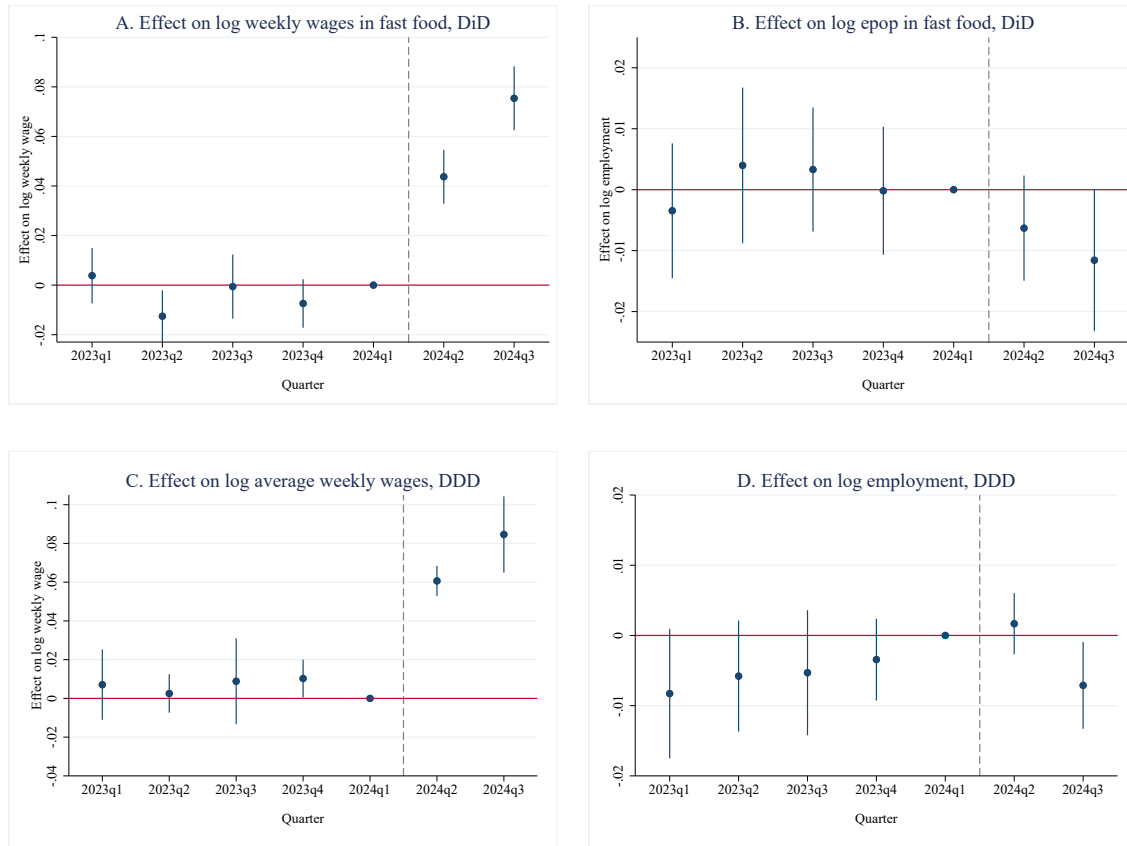 A. Effect on log weekly wages in fast food, DiD
Effect on log weekly wage
.1
.08
.06
.04
.02
0
-.02
2023q1 2023q2 2023q3 2023q4 2024q1 2024q2 2024q3
Quarter
B. Effect on log epop in fast food, DiD
Effect on log employment
.02
.01
0
-.01
-.02
2023q1 2023q2 2023q3 2023q4 2024q1 2024q2 2024q3
Quarter
C. Effect on log average weekly wages, DDD
Effect on log weekly wage
.1
.08
.06
.04
.02
0
-.02
-.04
2023q1 2023q2 2023q3 2023q4 2024q1 2024q2 2024q3
Quarter
D. Effect on log employment, DDD
.02
.01
0
-.01
-.02
2023q1 2023q2 2023q3 2023q4 2024q1 2024q2 2024q3
Quarter